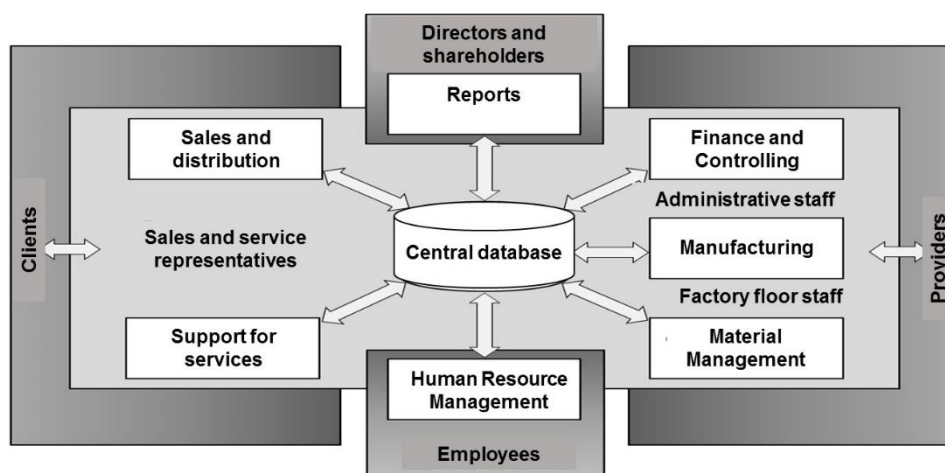 Directors and
shareholders
Reports
Sales and
distribution
Finance and
Controlling
Administrative staff
Clients
Sales and service
representatives
Central database
Manufacturing
Providers
Factory floor staff
Support for
services
Material
Management
Human Resource
Management
Employees